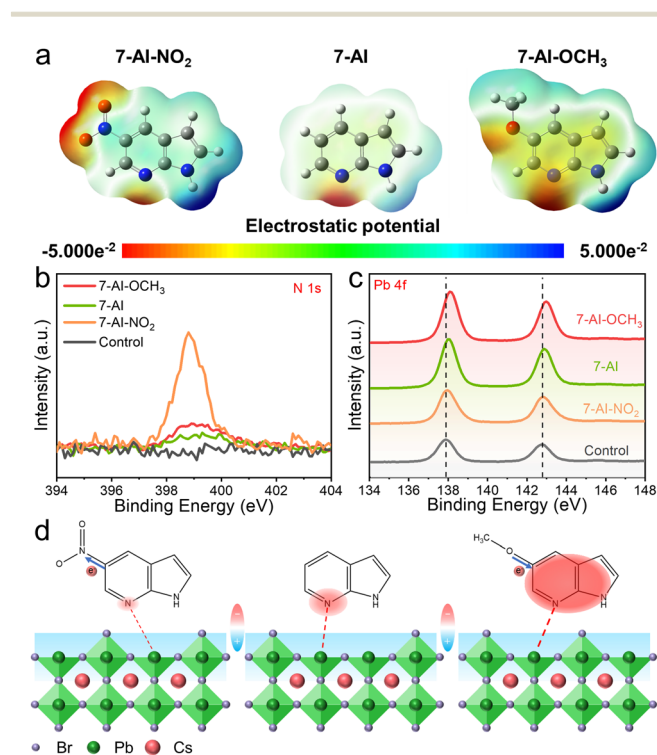 a
7-AI-NO₂
7-AI
7-AI-OCH₃
Electrostatic potential
-5.000e⁻²
5.000e⁻²
b
7-AI-OCH₃
7-AI
7-AI-NO₂
Control
N 1s
Intensity (a.u.)
394 396 398 400 402 404
Binding Energy (eV)
c
Pb 4f
7-AI-OCH₃
7-AI
7-AI-NO₂
Control
Intensity (a.u.)
134 136 138 140 142 144 146 148
Binding Energy (eV)
d
O
N
O
e⁻
N
N
H
N
N
H
H₃C
O
e⁻
N
N
H
Br Pb Cs